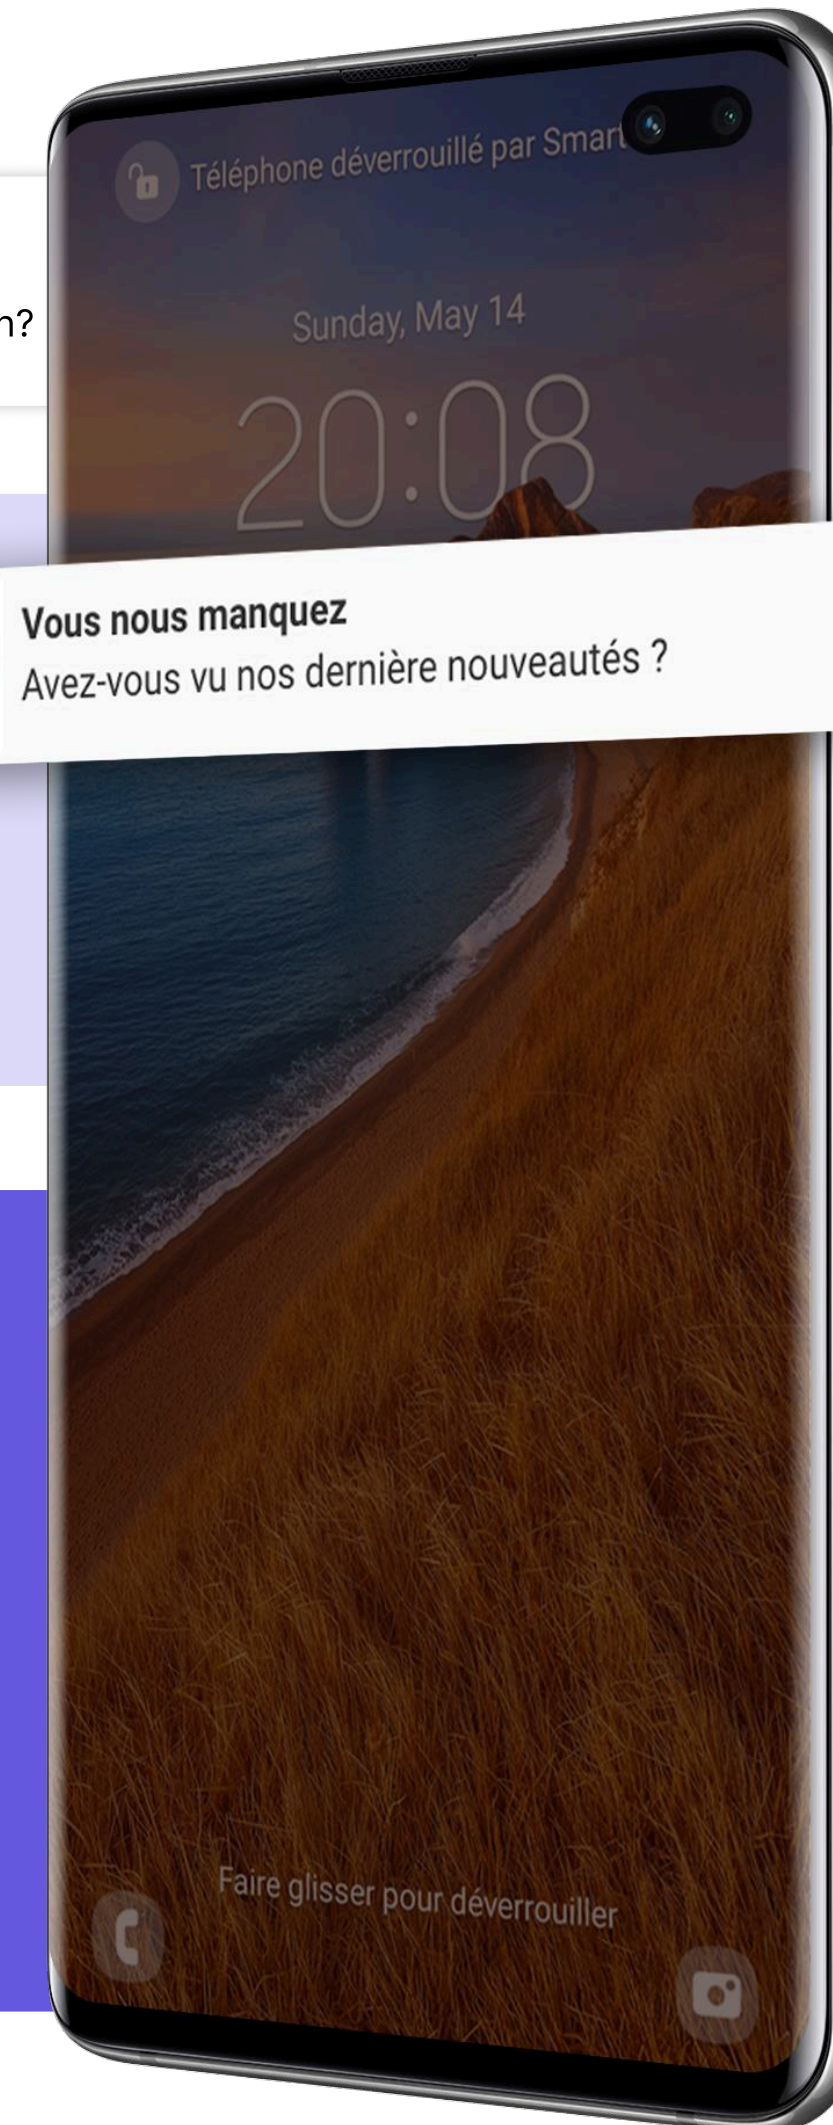 Téléphone déverrouillé par Smart
Sunday, May 14
20:08
n?
Vous nous manquez
Avez-vous vu nos dernière nouveautés ?
Faire glisser pour déverrouiller